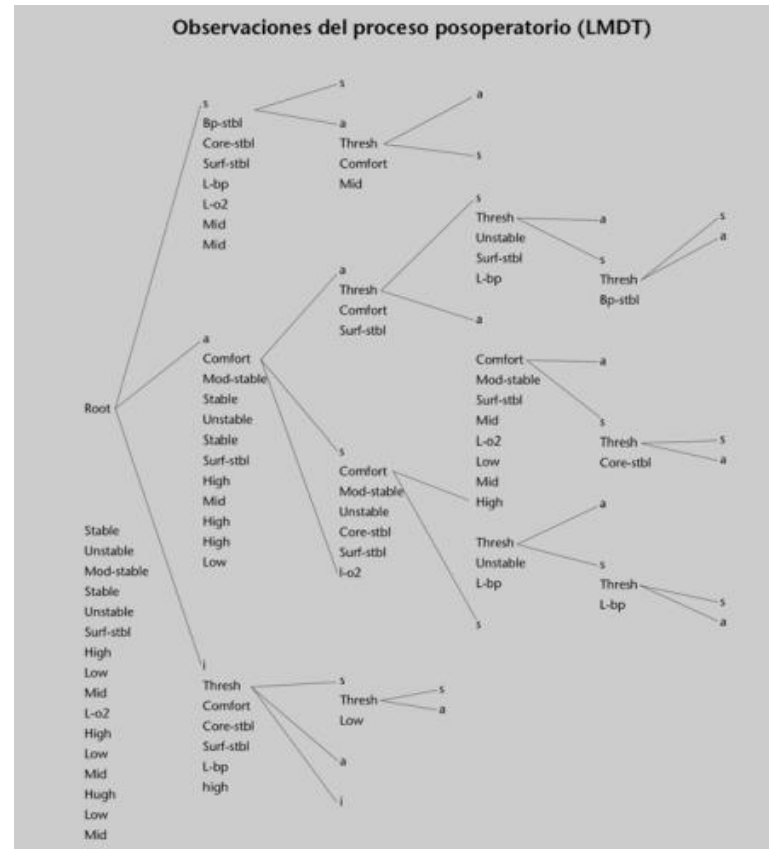 Observaciones del proceso posoperatorio (LMDT)
Root
Stable
Unstable
Mod-stable
Stable
Unstable
Surf-stbl
High
Low
Mid
L-o2
High
Low
Mid
Hugh
Low
Mid
s
Bp-stbl
Core-stbl
Surf-stbl
L-bp
L-o2
Mid
Mid
a
Comfort
Mod-stable
Stable
Unstable
Stable
Surf-stbl
High
Mid
High
High
Low
i
Thresh
Comfort
Core-stbl
Surf-stbl
L-bp
high
s
a
Thresh
Comfort
Mid
a
Thresh
Comfort
Surf-stbl
s
Comfort
Mod-stable
Unstable
Core-stbl
Surf-stbl
l-o2
s
Thresh
Low
a
i
a
s
s
Thresh
Unstable
Surf-stbl
L-bp
a
Comfort
Mod-stable
Surf-stbl
Mid
L-o2
Low
Mid
High
Thresh
Unstable
L-bp
s
s
a
a
s
Thresh
Bp-stbl
a
s
Thresh
Core-stbl
a
s
Thresh
L-bp
s
a
s
a
s
a